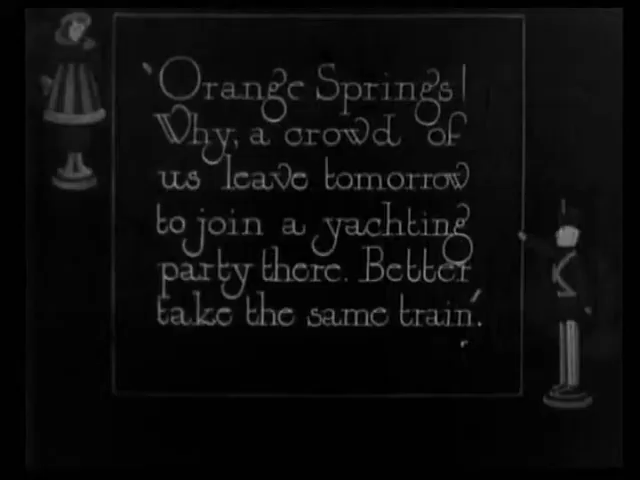 'Orange Springs!
Why, a crowd of
us leave tomorrow
to join a yachting
party there. Better
take the same train'.